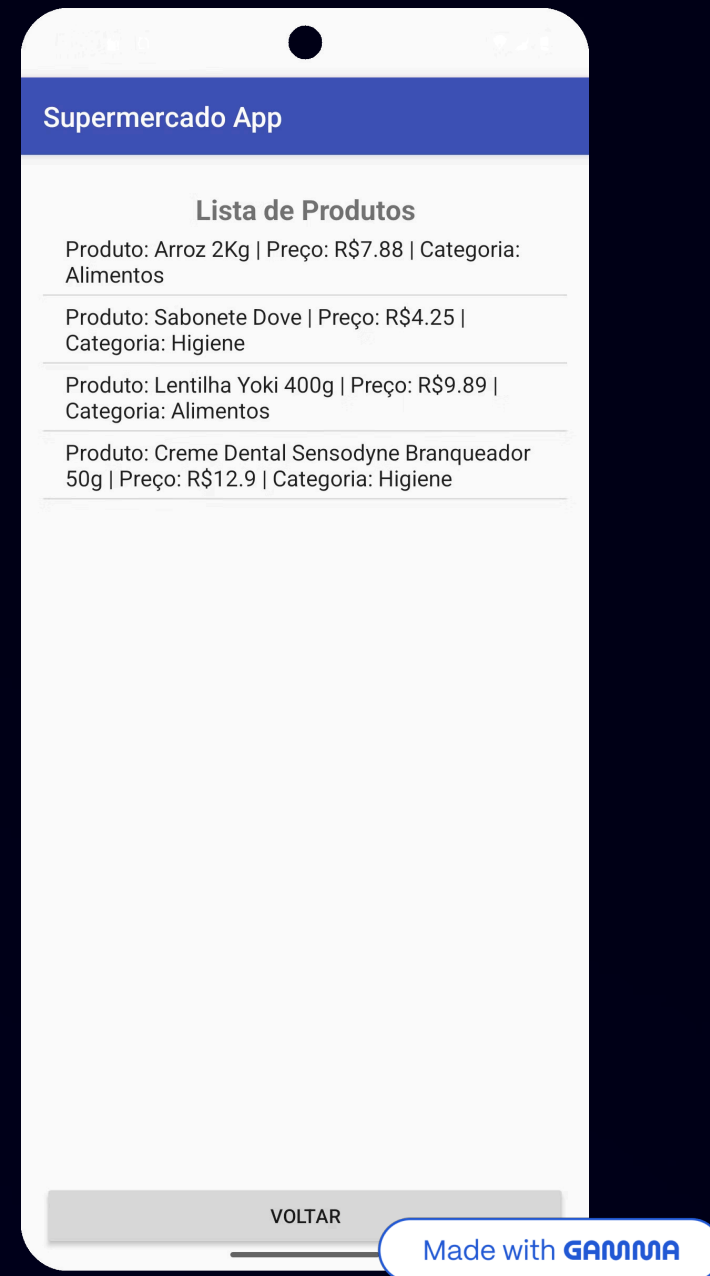 Supermercado App
Lista de Produtos
Produto: Arroz 2Kg | Preço: R$7.88 | Categoria:
Alimentos
Produto: Sabonete Dove | Preço: R$4.25 |
Categoria: Higiene
Produto: Lentilha Yoki 400g | Preço: R$9.89 |
Categoria: Alimentos
Produto: Creme Dental Sensodyne Branqueador
50g | Preço: R$12.9 | Categoria: Higiene
VOLTAR
Made with GAMMA